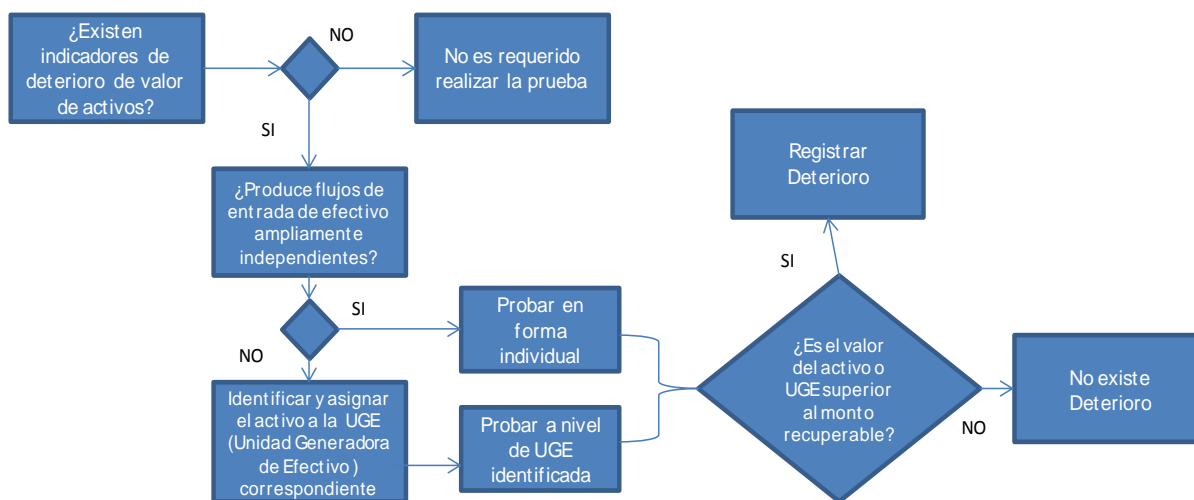 ¿Existen
indicadores de
deterioro de valor
de activos?
NO
No es requerido
realizar la prueba
SI
¿Produce flujos de
entrada de efectivo
ampliamente
independientes?
SI
NO
Probar en
forma
individual
Identificar y asignar
el activo a la UGE
(Unidad Generadora
de Efectivo )
correspondiente
Probar a nivel
de UGE
identificada
Registrar
Deterioro
SI
¿Es el valor
del activo o
UGE superior
al monto
recuperable?
NO
No existe
Deterioro